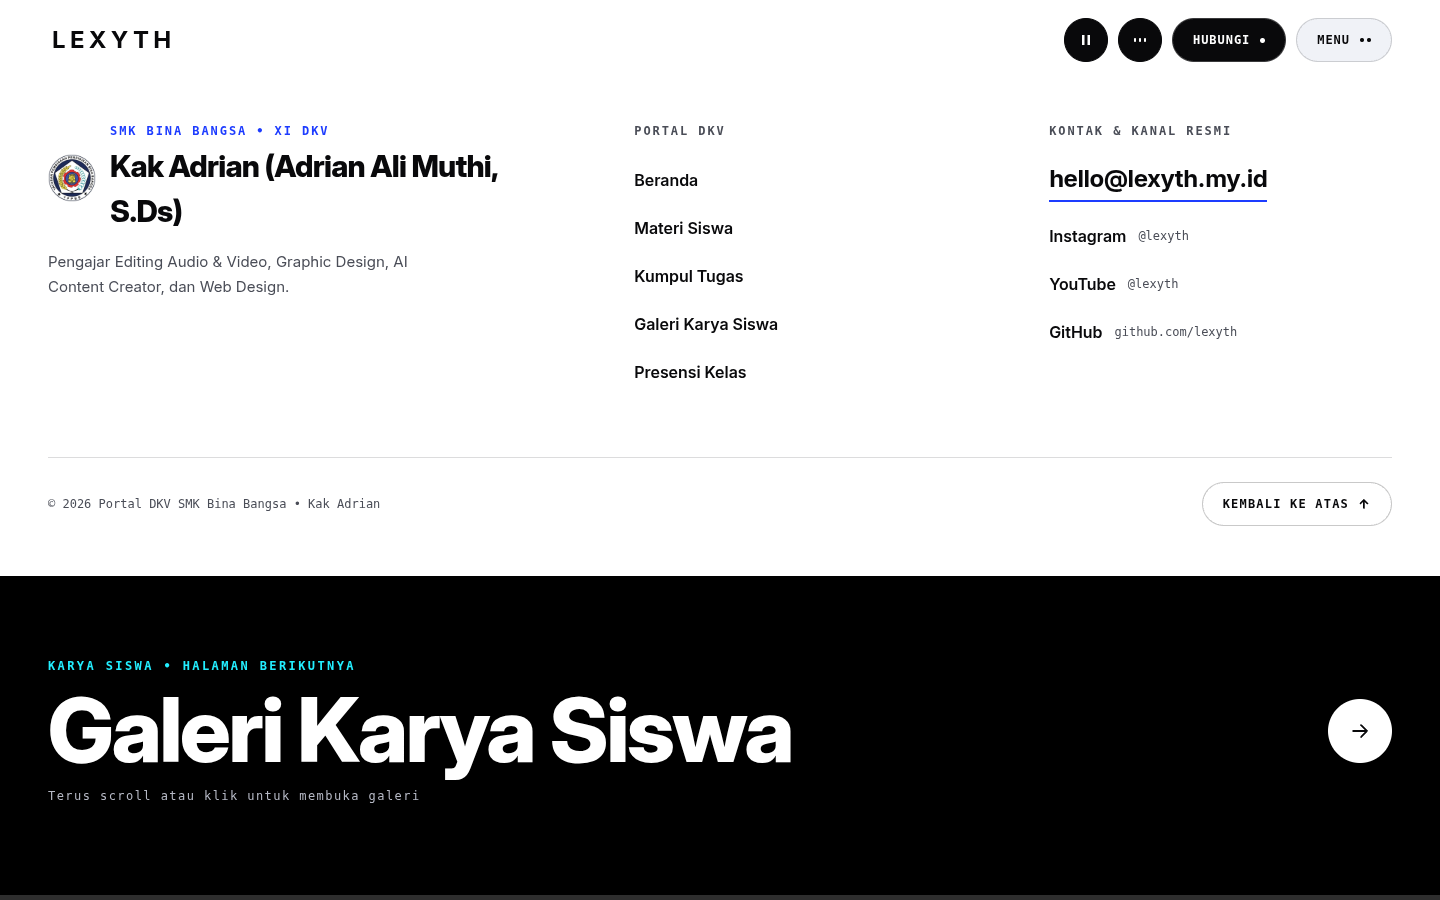 LEXYTH
HUBUNGI
MENU
SMK BINA BANGSA • XI DKV
Kak Adrian (Adrian Ali Muthi,
S.Ds)
Pengajar Editing Audio & Video, Graphic Design, AI
Content Creator, dan Web Design.
PORTAL DKV
Beranda
Materi Siswa
Kumpul Tugas
Galeri Karya Siswa
Presensi Kelas
KONTAK & KANAL RESMI
hello@lexyth.my.id
Instagram @lexyth
YouTube @lexyth
GitHub github.com/lexyth
© 2026 Portal DKV SMK Bina Bangsa • Kak Adrian
KEMBALI KE ATAS ↑
KARYA SISWA • HALAMAN BERIKUTNYA
Galeri Karya Siswa
Terus scroll atau klik untuk membuka galeri